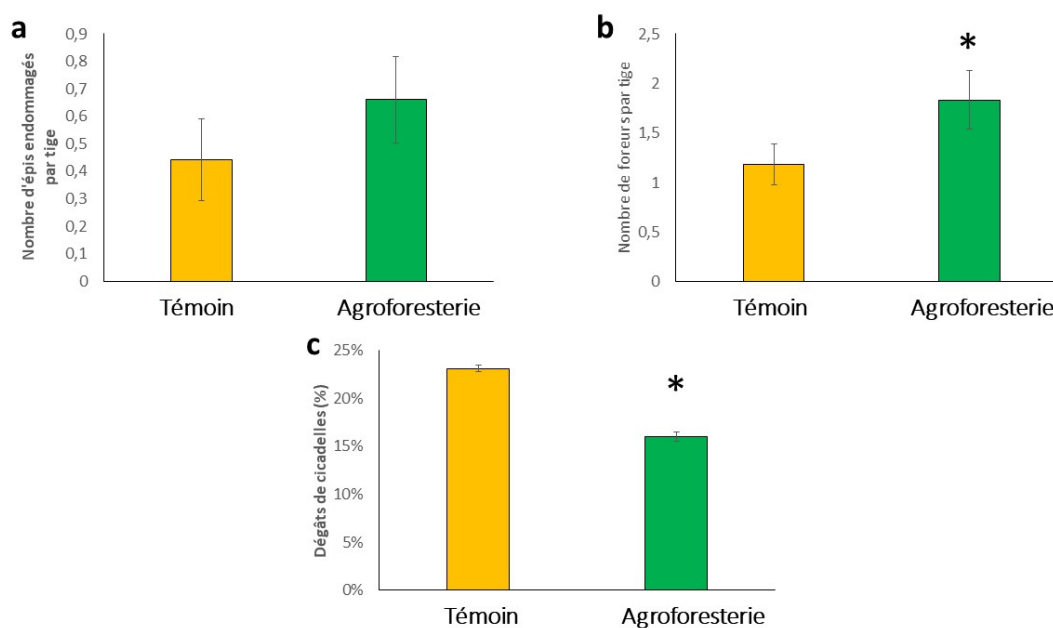 a
Nombre d'épis endommagés
par tige
0,9
0,8
0,7
0,6
0,5
0,4
0,3
0,2
0,1
0
Témoin
Agroforesterie
b
Nombre de foreurs par tige
2,5
2
1,5
1
0,5
0
*
Témoin
Agroforesterie
c
Dégâts de cicadelles (%)
25%
20%
15%
10%
5%
0%
*
Témoin
Agroforesterie